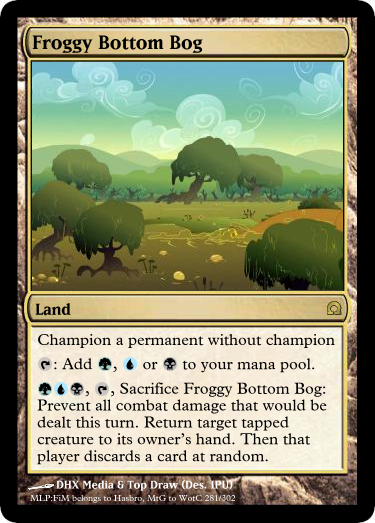 Froggy Bottom Bog
Land
Champion a permanent without champion
: Add , or to your mana pool.
, , Sacrifice Froggy Bottom Bog:
Prevent all combat damage that would be
dealt this turn. Return target tapped
creature to its owner's hand. Then that
player discards a card at random.
DHX Media & Top Draw (Des. IPU)
MLP:FiM belongs to Hasbro, MtG to WotC 281/302